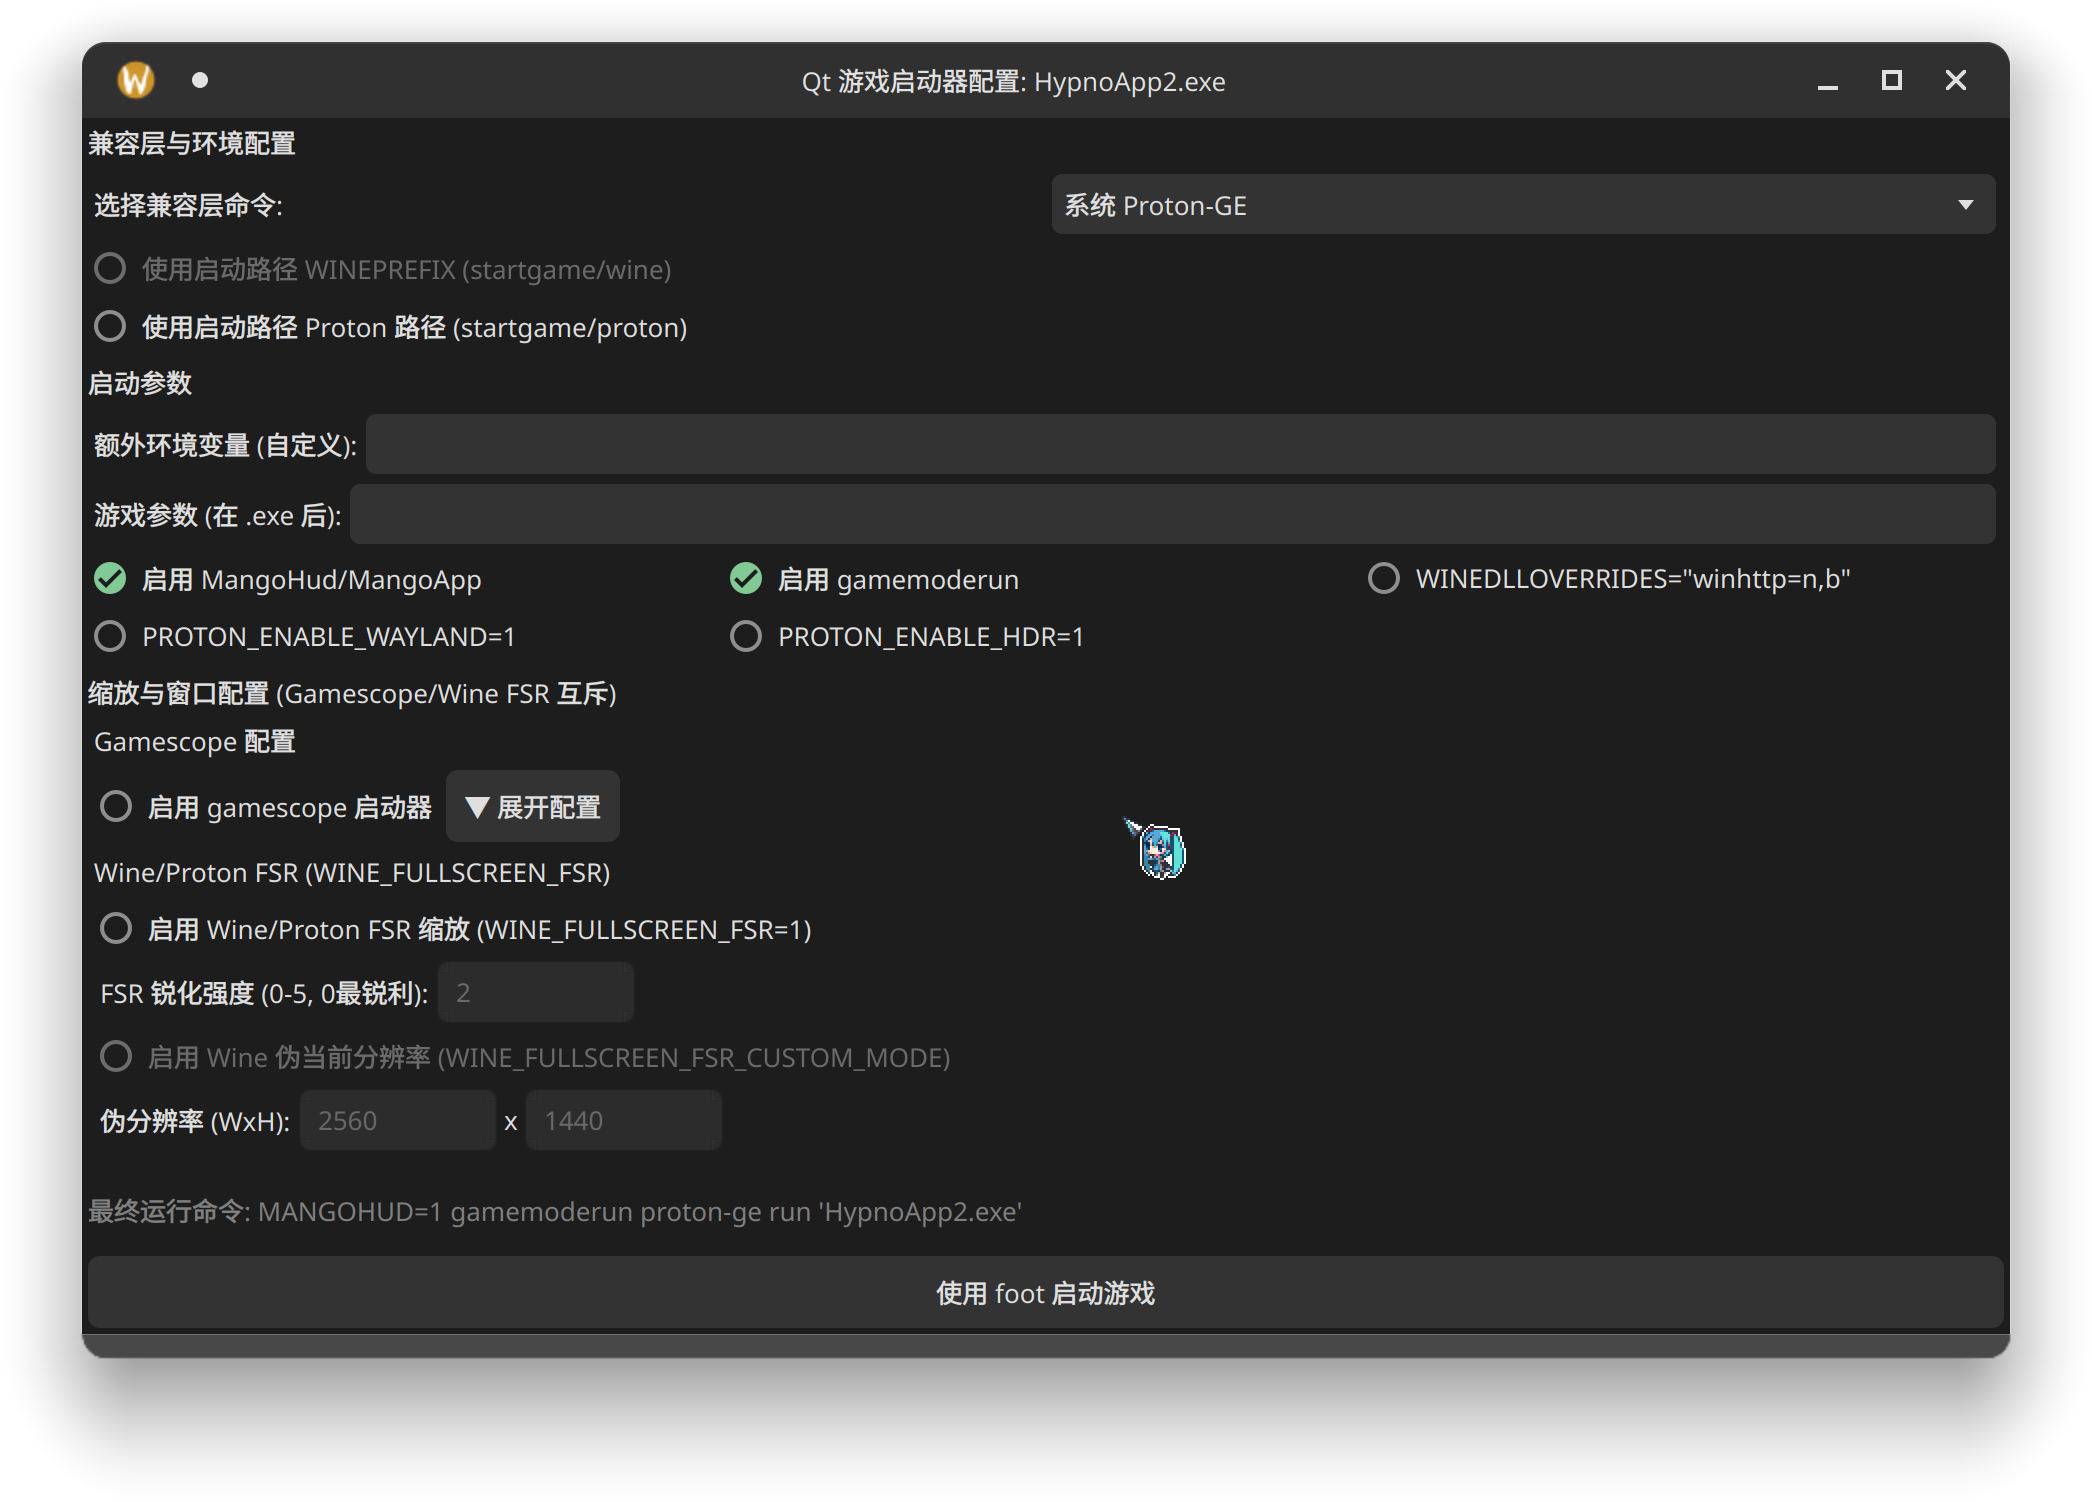 Qt 游戏启动器配置: HypnoApp2.exe
兼容层与环境配置
选择兼容层命令: 系统 Proton-GE
使用启动路径 WINEPREFIX (startgame/wine)
使用启动路径 Proton 路径 (startgame/proton)
启动参数
额外环境变量 (自定义):
游戏参数 (在 .exe 后):
启用 MangoHud/MangoApp 启用 gamemoderun WINEDLLOVERRIDES="winhttp=n,b"
PROTON_ENABLE_WAYLAND=1 PROTON_ENABLE_HDR=1
缩放与窗口配置 (Gamescope/Wine FSR 互斥)
Gamescope 配置
启用 gamescope 启动器 ▼ 展开配置
Wine/Proton FSR (WINE_FULLSCREEN_FSR)
启用 Wine/Proton FSR 缩放 (WINE_FULLSCREEN_FSR=1)
FSR 锐化强度 (0-5, 0最锐利): 2
启用 Wine 伪当前分辨率 (WINE_FULLSCREEN_FSR_CUSTOM_MODE)
伪分辨率 (WxH): 2560 x 1440
最终运行命令: MANGOHUD=1 gamemoderun proton-ge run 'HypnoApp2.exe'
使用 foot 启动游戏